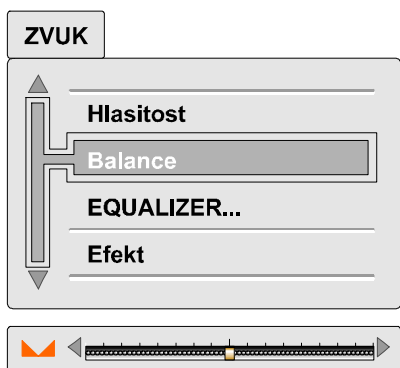 ZVUK
Hlasitost
Balance
EQUALIZER...
Efekt